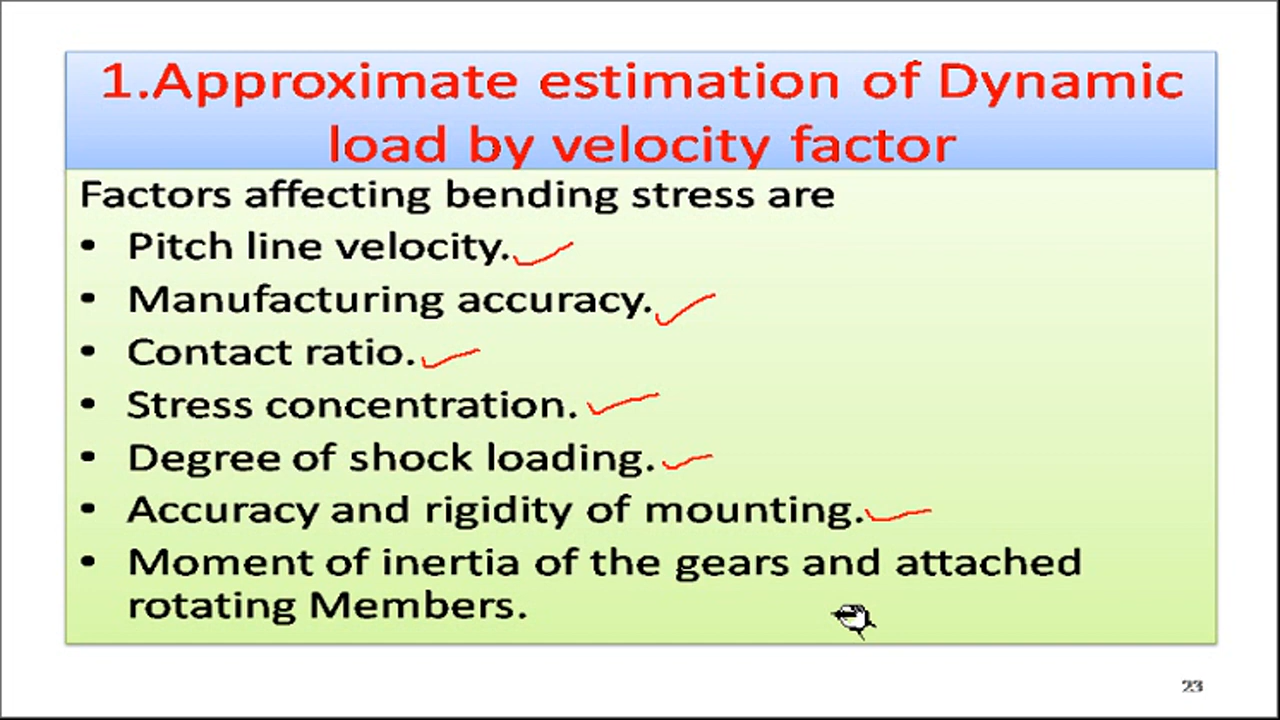 1.Approximate estimation of Dynamic
load by velocity factor
Factors affecting bending stress are
• Pitch line velocity.
• Manufacturing accuracy.
• Contact ratio.
• Stress concentration.
• Degree of shock loading.
• Accuracy and rigidity of mounting.
• Moment of inertia of the gears and attached
rotating Members.
23